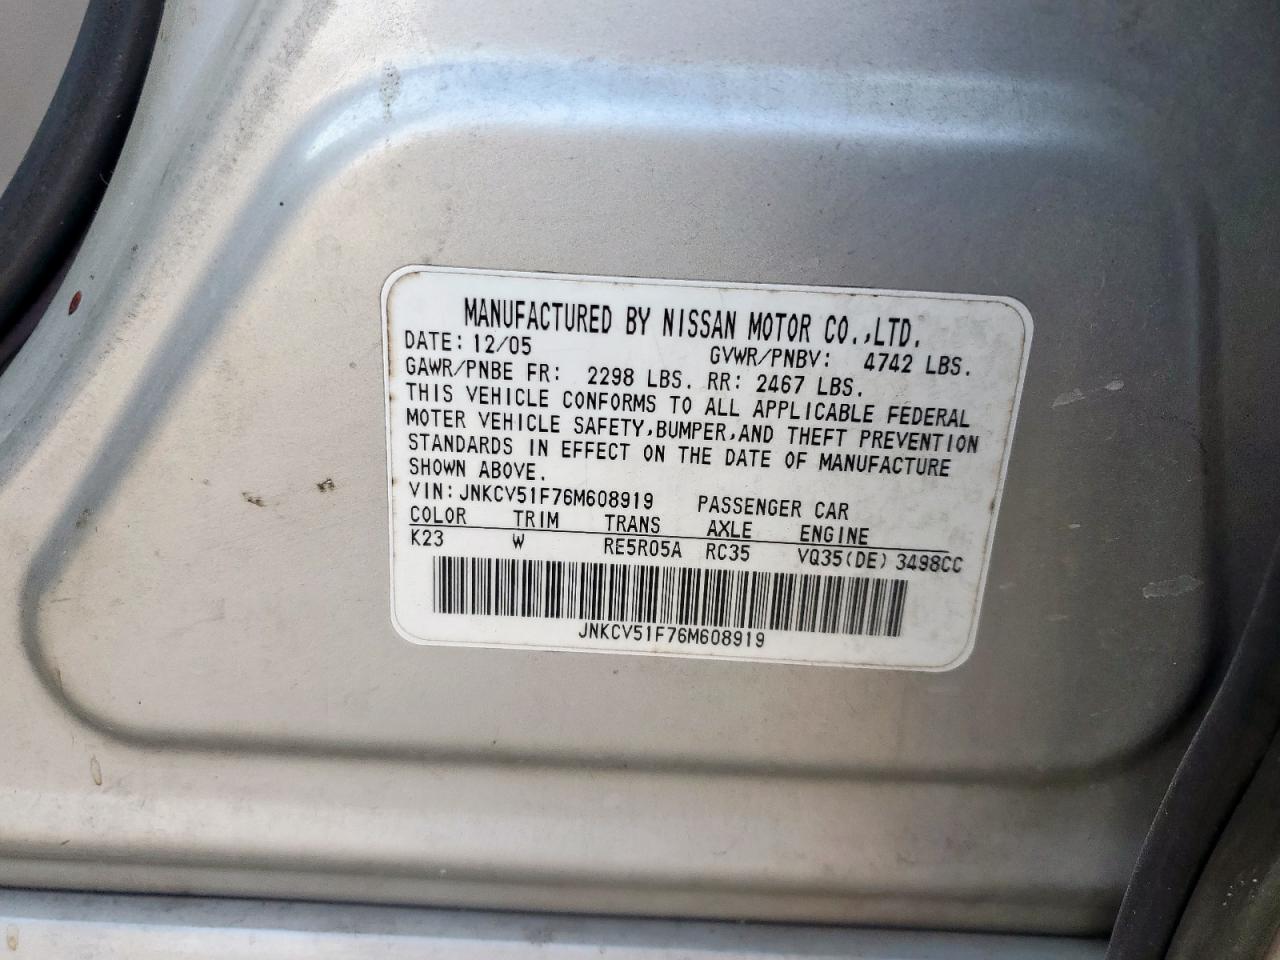 MANUFACTURED BY NISSAN MOTOR CO.,LTD.
DATE: 12/05 GVWR/PNBV: 4742 LBS.
GAWR/PNBE FR: 2298 LBS. RR: 2467 LBS.
THIS VEHICLE CONFORMS TO ALL APPLICABLE FEDERAL
MOTER VEHICLE SAFETY,BUMPER,AND THEFT PREVENTION
STANDARDS IN EFFECT ON THE DATE OF MANUFACTURE
SHOWN ABOVE.
VIN: JNKCV51F76M608919 PASSENGER CAR
COLOR TRIM TRANS AXLE ENGINE
K23 W RE5R05A RC35 VQ35(DE) 3498CC
JNKCV51F76M608919